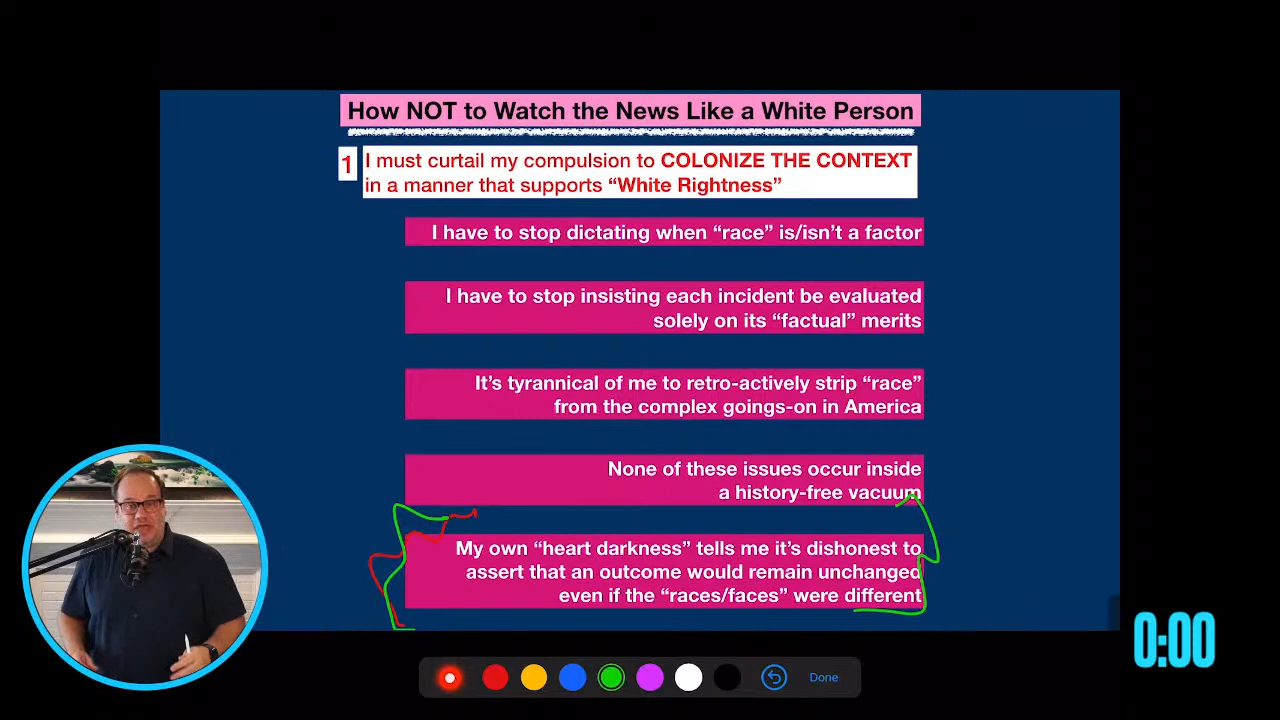 How NOT to Watch the News Like a White Person
1 I must curtail my compulsion to COLONIZE THE CONTEXT
in a manner that supports “White Rightness”
I have to stop dictating when “race” is/isn’t a factor
I have to stop insisting each incident be evaluated
solely on its “factual” merits
It’s tyrannical of me to retro-actively strip “race”
from the complex goings-on in America
None of these issues occur inside
a history-free vacuum
My own “heart darkness” tells me it’s dishonest to
assert that an outcome would remain unchanged
even if the “races/faces” were different
0:00
Done